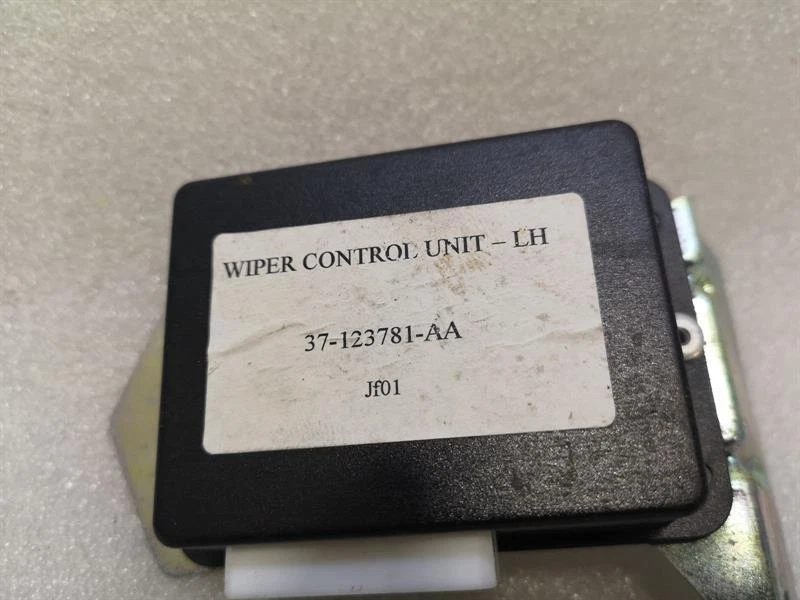 WIPER CONTROL UNIT – LH
37-123781-AA
Jf01